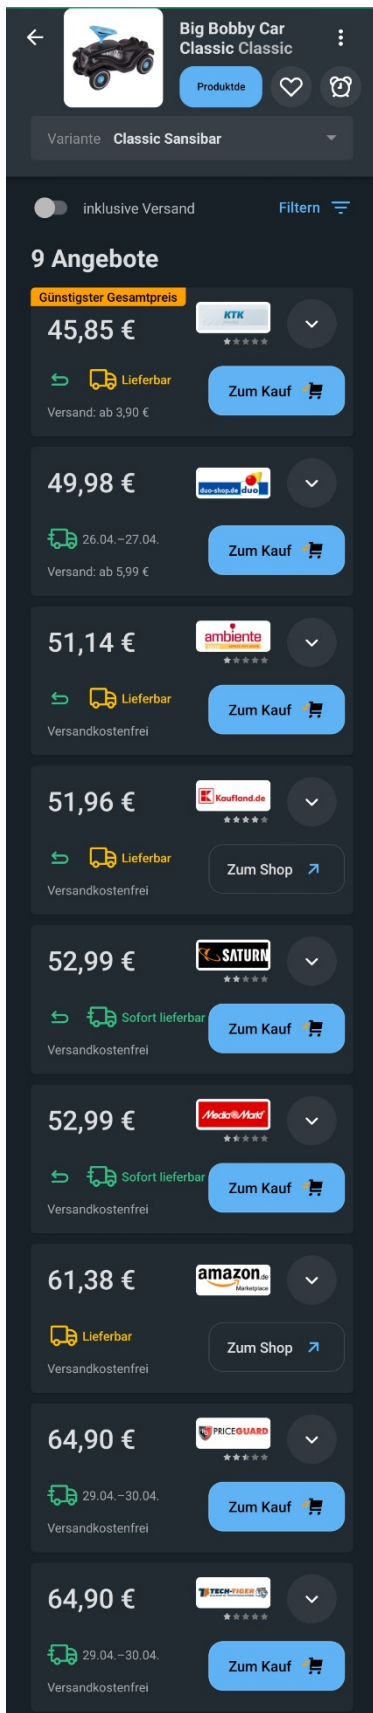 Big Bobby Car
Classic Classic
Produktde
Variante Classic Sansibar
inklusive Versand
Filtern
9 Angebote
Günstigster Gesamtpreis
45,85 €
KTK
Lieferbar
Zum Kauf
Versand: ab 3,90 €
49,98 €
duo-shop.de duo
26.04.–27.04.
Zum Kauf
Versand: ab 5,99 €
51,14 €
ambiente
Lieferbar
Zum Kauf
Versandkostenfrei
51,96 €
Kaufland.de
Lieferbar
Zum Shop
Versandkostenfrei
52,99 €
SATURN
Sofort lieferbar
Zum Kauf
Versandkostenfrei
52,99 €
MediaMarkt
Sofort lieferbar
Zum Kauf
Versandkostenfrei
61,38 €
amazon.de
Marketplace
Lieferbar
Zum Shop
Versandkostenfrei
64,90 €
PRICEGUARD
29.04.–30.04.
Zum Kauf
Versandkostenfrei
64,90 €
TECH-TIGER
29.04.–30.04.
Zum Kauf
Versandkostenfrei